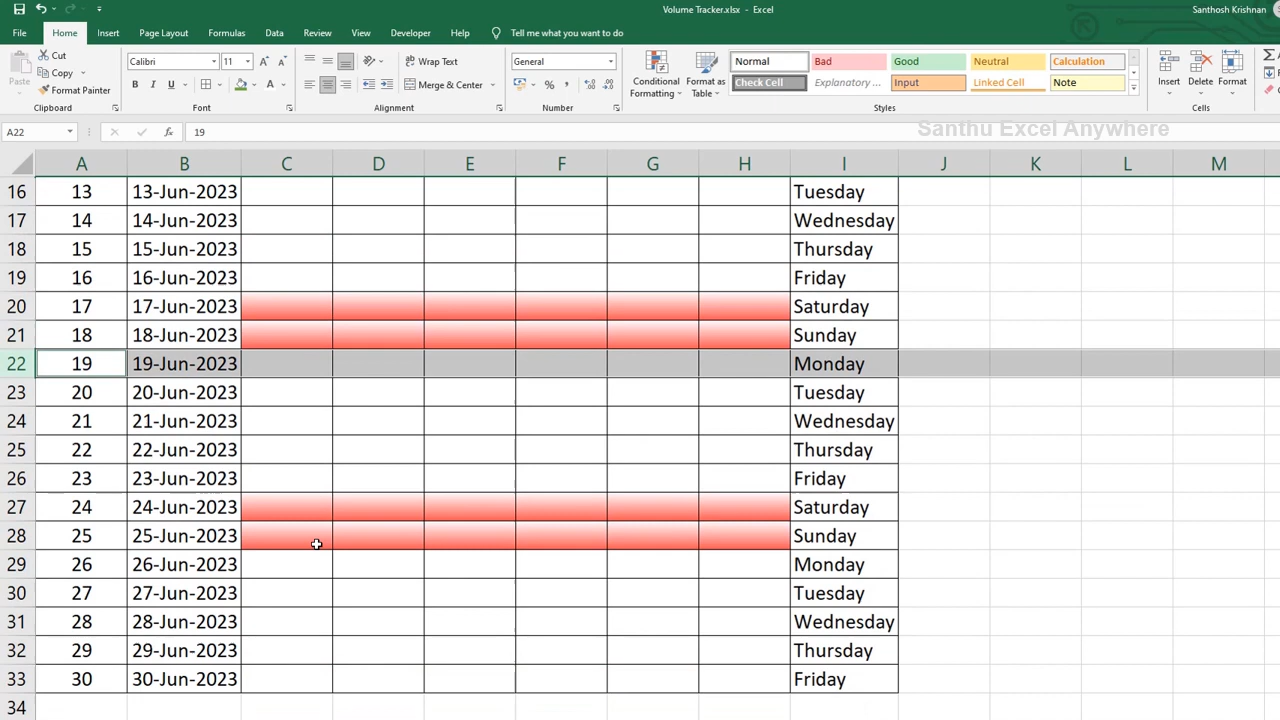 Volume Tracker.xlsx - Excel
Santhosh Krishnan
File Home Insert Page Layout Formulas Data Review View Developer Help Tell me what you want to do
Paste
Cut
Copy
Format Painter
Clipboard
Calibri 11
B I U
Font
Wrap Text
Merge & Center
Alignment
General
Number
Conditional Formatting
Format as Table
Normal Bad Good Neutral Calculation
Check Cell Explanatory ... Input Linked Cell Note
Styles
Insert Delete Format
Cells
A22 fx 19
Santhu Excel Anywhere
A B C D E F G H I J K L M
16 13 13-Jun-2023 Tuesday
17 14 14-Jun-2023 Wednesday
18 15 15-Jun-2023 Thursday
19 16 16-Jun-2023 Friday
20 17 17-Jun-2023 Saturday
21 18 18-Jun-2023 Sunday
22 19 19-Jun-2023 Monday
23 20 20-Jun-2023 Tuesday
24 21 21-Jun-2023 Wednesday
25 22 22-Jun-2023 Thursday
26 23 23-Jun-2023 Friday
27 24 24-Jun-2023 Saturday
28 25 25-Jun-2023 Sunday
29 26 26-Jun-2023 Monday
30 27 27-Jun-2023 Tuesday
31 28 28-Jun-2023 Wednesday
32 29 29-Jun-2023 Thursday
33 30 30-Jun-2023 Friday
34